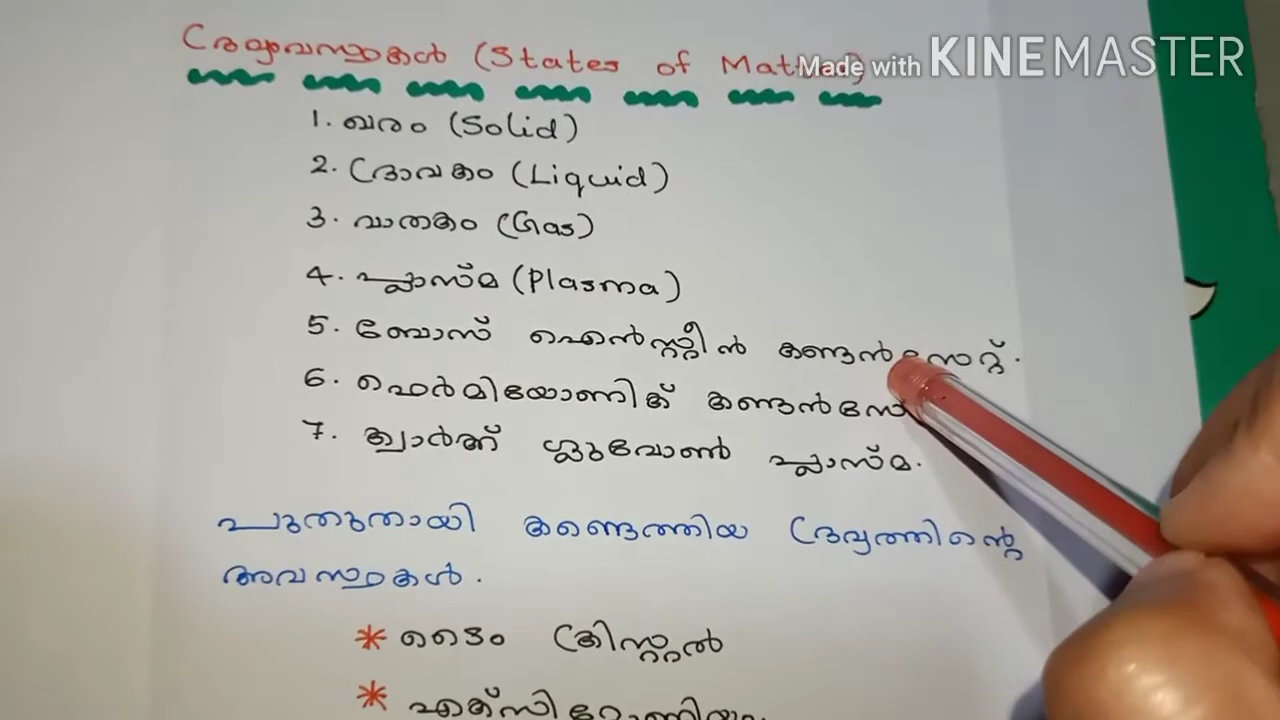 ദ്രവ്യാവസ്ഥകൾ (States of Matter)
Made with KINEMASTER
1. ഖരം (Solid)
2. ദ്രാവകം (Liquid)
3. വാതകം (Gas)
4. പ്ലാസ്മ (Plasma)
5. ബോസ് ഐൻസ്റ്റീൻ കണ്ടൻസേറ്റ്.
6. ഫെർമിയോണിക് കണ്ടൻസേ
7. ക്വാർക്ക് ഗ്ലുവോൺ പ്ലാസ്മ.
പുതുതായി കണ്ടെത്തിയ ദ്രവ്യത്തിന്റെ
അവസ്ഥകൾ.
* ടൈം ക്രിസ്റ്റൽ
* എക്സിറ്റോണിയം